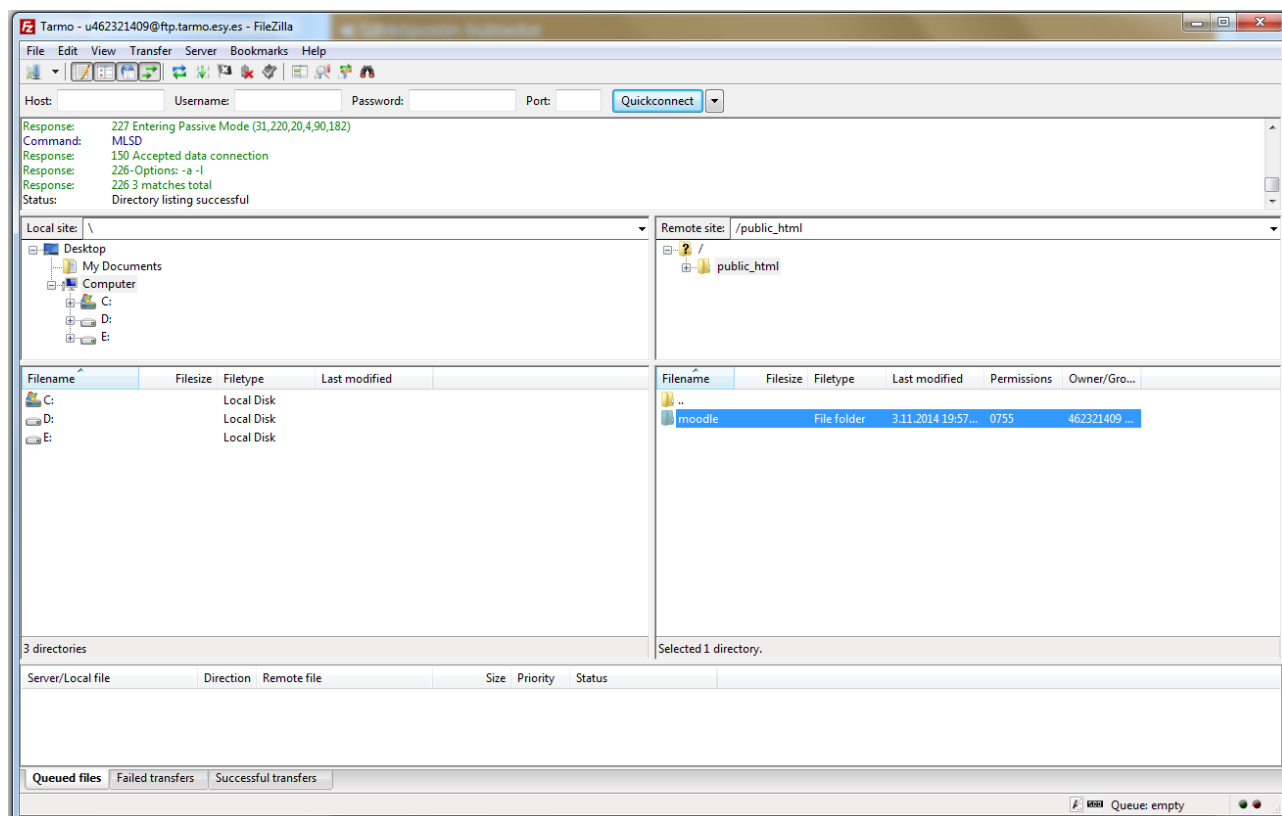 Tarmo - u462321409@ftp.tarmo.esy.es - FileZilla
File Edit View Transfer Server Bookmarks Help
Host: Username: Password: Port: Quickconnect
Response: 227 Entering Passive Mode (31,220,20,4,90,182)
Command: MLSD
Response: 150 Accepted data connection
Response: 226-Options: -a -l
Response: 226 3 matches total
Status: Directory listing successful
Local site: \
Desktop
My Documents
Computer
C:
D:
E:
Remote site: /public_html
/
public_html
Filename Filesize Filetype Last modified
C: Local Disk
D: Local Disk
E: Local Disk
3 directories
Filename Filesize Filetype Last modified Permissions Owner/Gro...
..
moodle File folder 3.11.2014 19:57... 0755 462321409 ...
Selected 1 directory.
Server/Local file Direction Remote file Size Priority Status
Queued files Failed transfers Successful transfers
Queue: empty